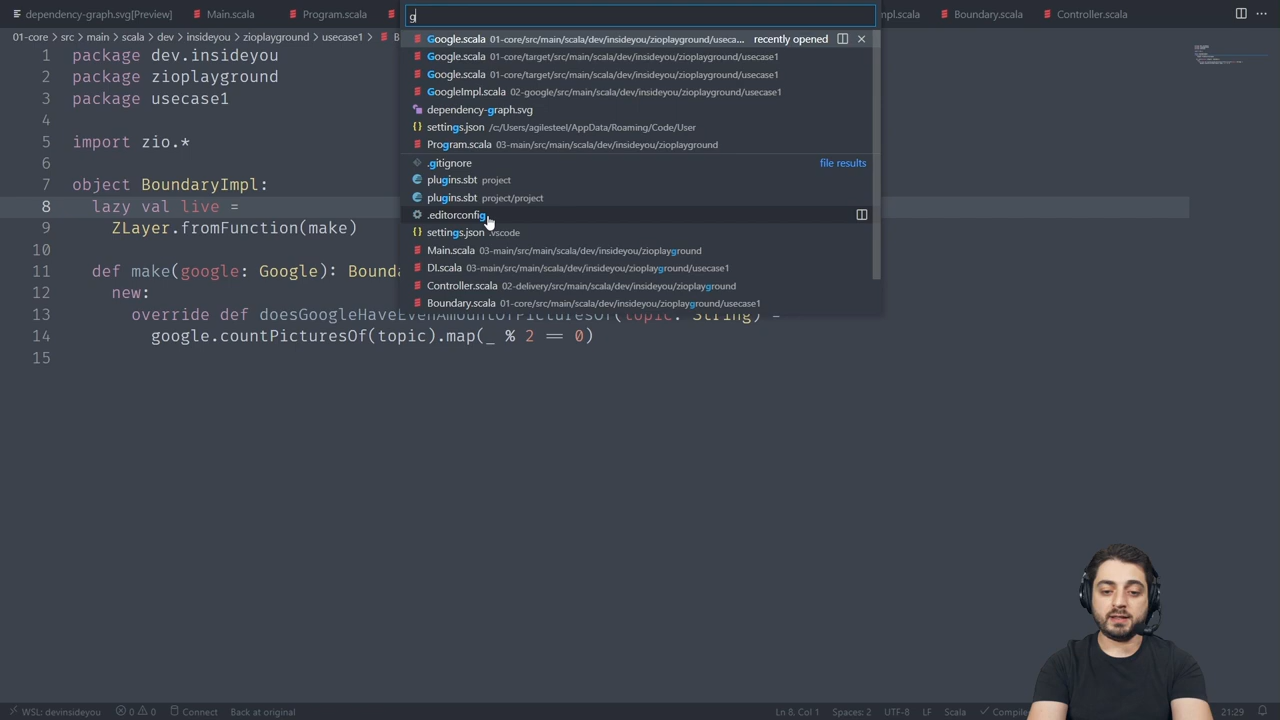 dependency-graph.svg[Preview]
Main.scala
Program.scala
mpl.scala
Boundary.scala
Controller.scala
g
01-core > src > main > scala > dev > insideyou > zioplayground > usecase1 >
Google.scala 01-core/src/main/scala/dev/insideyou/zioplayground/useca... recently opened
Google.scala 01-core/target/src/main/scala/dev/insideyou/zioplayground/usecase1
Google.scala 01-core/target/src/main/scala/dev/insideyou/zioplayground/usecase1
GoogleImpl.scala 02-google/src/main/scala/dev/insideyou/zioplayground/usecase1
dependency-graph.svg
settings.json /c/Users/agilesteel/AppData/Roaming/Code/User
Program.scala 03-main/src/main/scala/dev/insideyou/zioplayground
.gitignore file results
plugins.sbt project
plugins.sbt project/project
.editorconfig
settings.json .vscode
Main.scala 03-main/src/main/scala/dev/insideyou/zioplayground
DI.scala 03-main/src/main/scala/dev/insideyou/zioplayground/usecase1
Controller.scala 02-delivery/src/main/scala/dev/insideyou/zioplayground
Boundary.scala 01-core/src/main/scala/dev/insideyou/zioplayground/usecase1
1 package dev.insideyou
2 package zioplayground
3 package usecase1
4
5 import zio.*
6
7 object BoundaryImpl:
8 lazy val live =
9 ZLayer.fromFunction(make)
10
11 def make(google: Google): Bounda
12 new:
13 override def doesGoogleHaveEvenAmountOfPicturesOf(topic: String) =
14 google.countPicturesOf(topic).map(_ % 2 == 0)
15
WSL: devinsideyou 0 0 Connect Back at original Ln 8, Col 1 Spaces: 2 UTF-8 LF Scala Compile 21:29